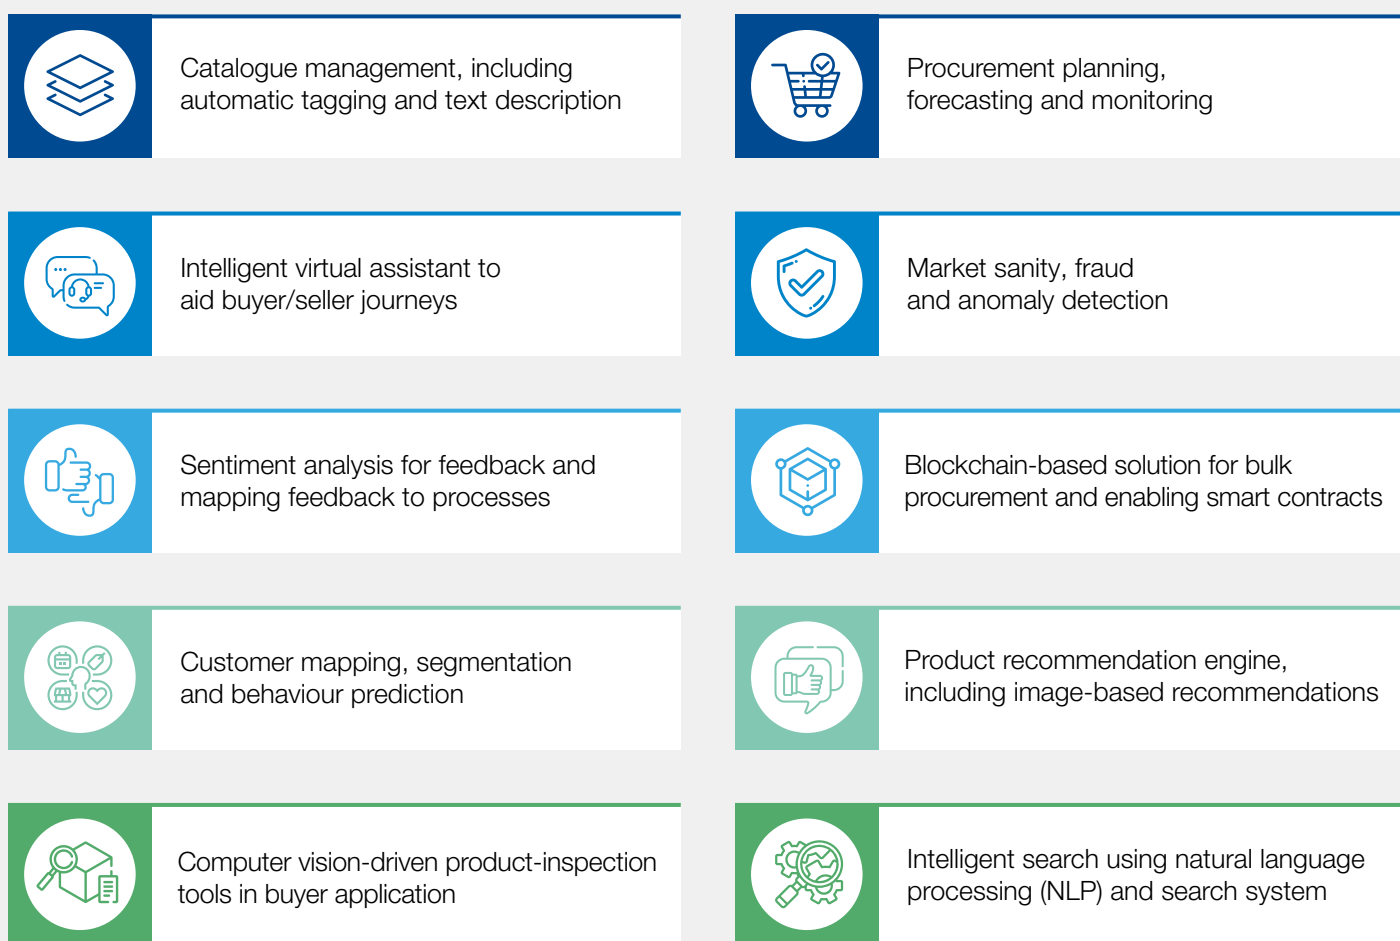 Catalogue management, including
automatic tagging and text description
Procurement planning,
forecasting and monitoring
Intelligent virtual assistant to
aid buyer/seller journeys
Market sanity, fraud
and anomaly detection
Sentiment analysis for feedback and
mapping feedback to processes
Blockchain-based solution for bulk
procurement and enabling smart contracts
Customer mapping, segmentation
and behaviour prediction
Product recommendation engine,
including image-based recommendations
Computer vision-driven product-inspection
tools in buyer application
Intelligent search using natural language
processing (NLP) and search system